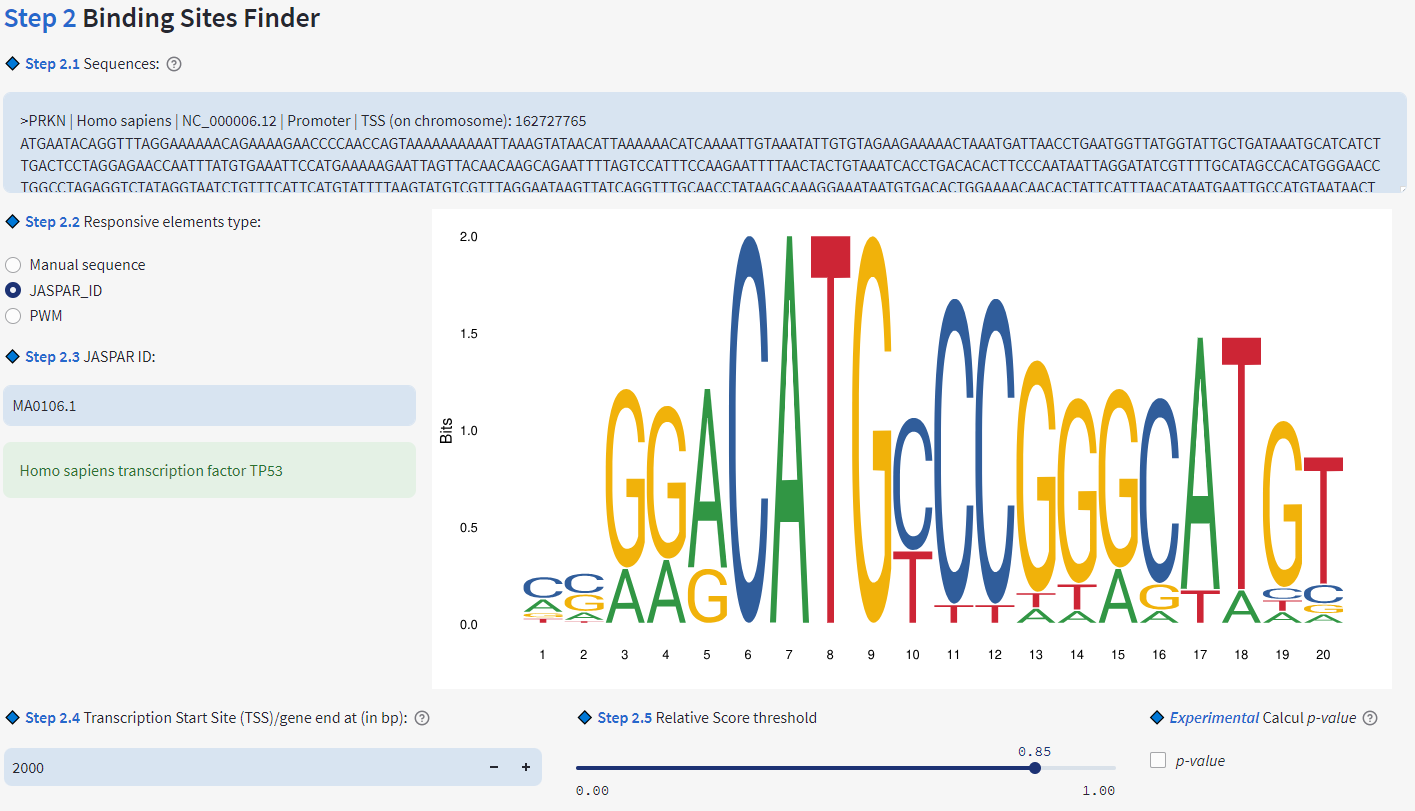 Step 2 Binding Sites Finder
Step 2.1 Sequences:
>PRKN | Homo sapiens | NC_000006.12 | Promoter | TSS (on chromosome): 162727765
ATGAATACAGGTTTAGGAAAAAACAGAAAAGAACCCCAACCAGTAAAAAAAAAATTAAAGTATAACATTAAAAAACATCAAAATTGTAAATATTGTGTAGAAGAAAAACTAAATGATTAACCTGAATGGTTATGGTATTGCTGATAAATGCATCATCT
TGACTCCTAGGAGAACCAATTTATGTGAAATTCCATGAAAAAGAATTAGTTACAACAAGCAGAATTTTAGTCCATTTCCAAGAATTTTAACTACTGTAAATCACCTGACACACTTCCCAATAATTAGGATATCGTTTTGCATAGCCACATGGGAACC
TGGCCTAGAGGTCTATAGGTAATCTGTTTCATTCATGTATTTTAAGTATGTCGTTTAGGAATAAGTTATCAGGTTTGCAACCTATAAGCAAAGGAAATAATGTGACACTGGAAAACAACACTATTCATTTAACATAATGAATTGCCATGTAATAACT
Step 2.2 Responsive elements type:
Manual sequence
JASPAR_ID
PWM
Step 2.3 JASPAR ID:
MA0106.1
Homo sapiens transcription factor TP53
Bits
2.0
1.5
1.0
0.5
0.0
1 2 3 4 5 6 7 8 9 10 11 12 13 14 15 16 17 18 19 20
Step 2.4 Transcription Start Site (TSS)/gene end at (in bp):
2000
Step 2.5 Relative Score threshold
0.85
0.00 1.00
Experimental Calcul p-value
p-value